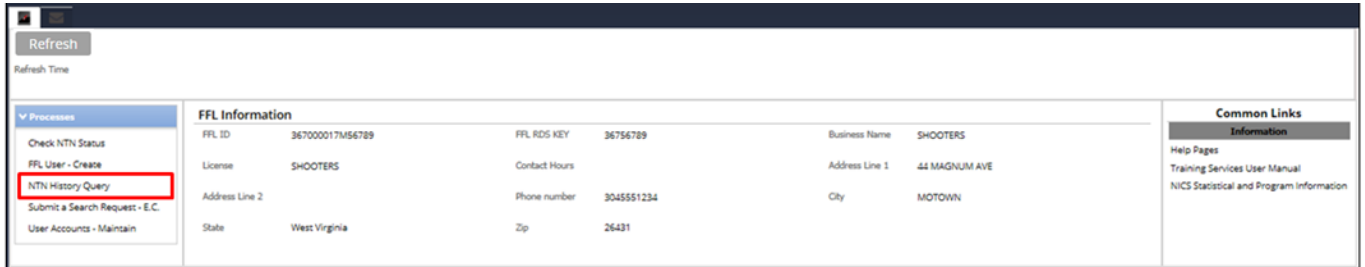 Refresh
Refresh Time
Processes
Check NTN Status
FFL User - Create
NTN History Query
Submit a Search Request - E.C.
User Accounts - Maintain
FFL Information
FFL ID 367000017M56789 FFL RDS KEY 36756789 Business Name SHOOTERS
License SHOOTERS Contact Hours Address Line 1 44 MAGNUM AVE
Address Line 2 Phone number 3045551234 City MOTOWN
State West Virginia Zip 26431
Common Links
Information
Help Pages
Training Services User Manual
NICS Statistical and Program Information